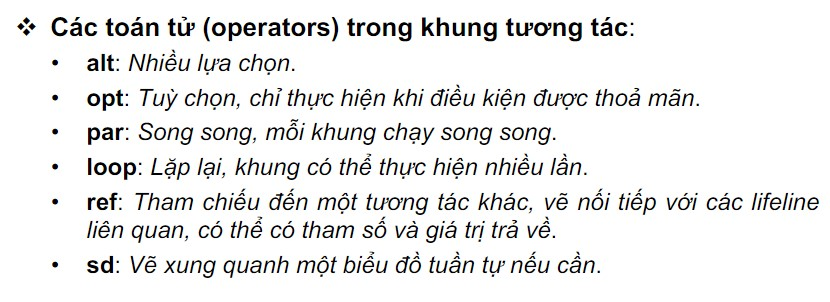 ❖ Các toán tử (operators) trong khung tương tác:
• alt: Nhiều lựa chọn.
• opt: Tuỳ chọn, chỉ thực hiện khi điều kiện được thoả mãn.
• par: Song song, mỗi khung chạy song song.
• loop: Lặp lại, khung có thể thực hiện nhiều lần.
• ref: Tham chiếu đến một tương tác khác, vẽ nối tiếp với các lifeline
liên quan, có thể có tham số và giá trị trả về.
• sd: Vẽ xung quanh một biểu đồ tuần tự nếu cần.